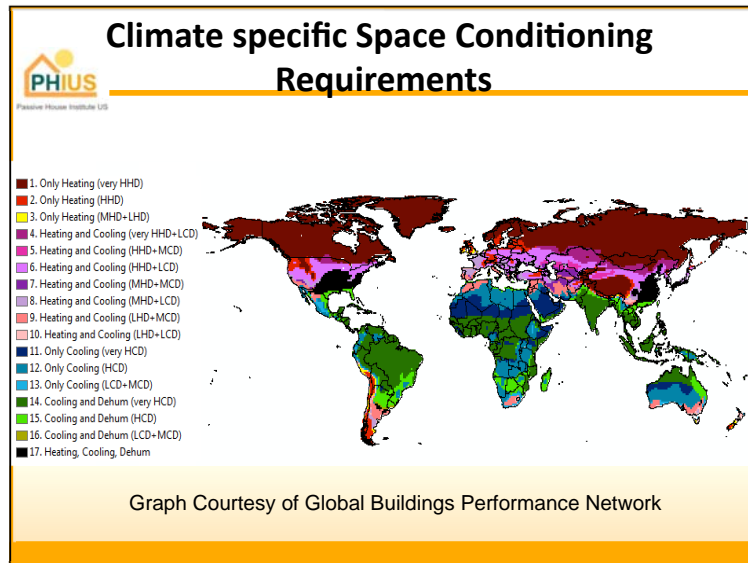 Climate specific Space Conditioning
Requirements
PHIUS
Passive House Institute US
1. Only Heating (very HHD)
2. Only Heating (HHD)
3. Only Heating (MHD+LHD)
4. Heating and Cooling (very HHD+LCD)
5. Heating and Cooling (HHD+MCD)
6. Heating and Cooling (HHD+LCD)
7. Heating and Cooling (MHD+MCD)
8. Heating and Cooling (MHD+LCD)
9. Heating and Cooling (LHD+MCD)
10. Heating and Cooling (LHD+LCD)
11. Only Cooling (very HCD)
12. Only Cooling (HCD)
13. Only Cooling (LCD+MCD)
14. Cooling and Dehum (very HCD)
15. Cooling and Dehum (HCD)
16. Cooling and Dehum (LCD+MCD)
17. Heating, Cooling, Dehum
Graph Courtesy of Global Buildings Performance Network